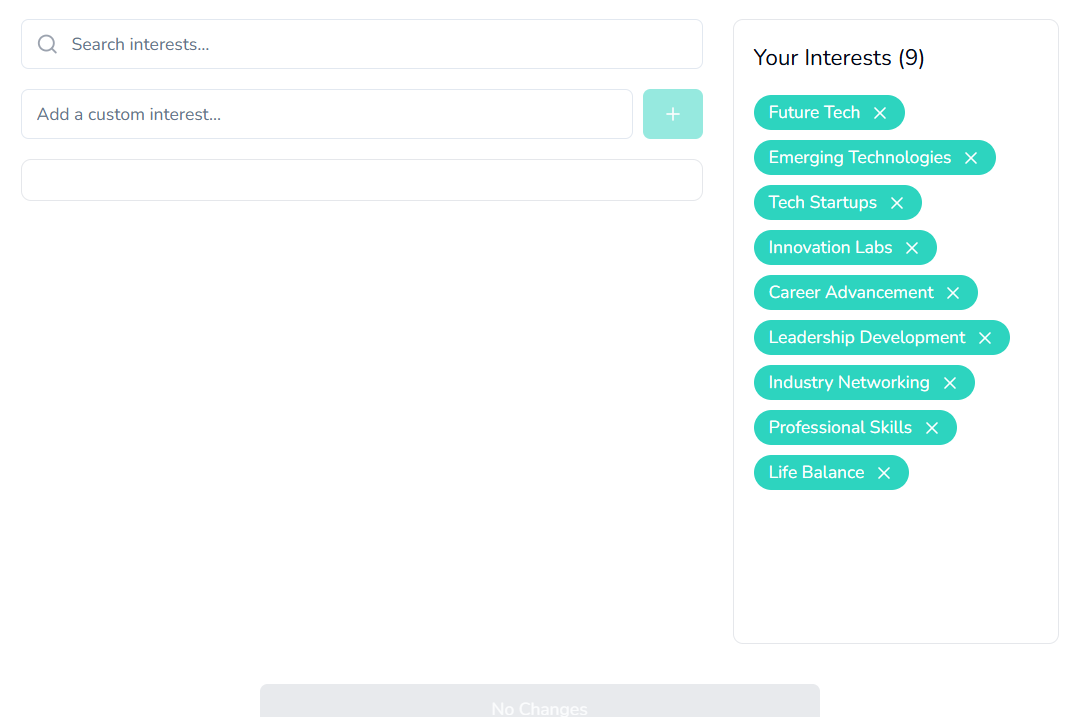 Search interests...
Add a custom interest...
Your Interests (9)
Future Tech
Emerging Technologies
Tech Startups
Innovation Labs
Career Advancement
Leadership Development
Industry Networking
Professional Skills
Life Balance
No Changes